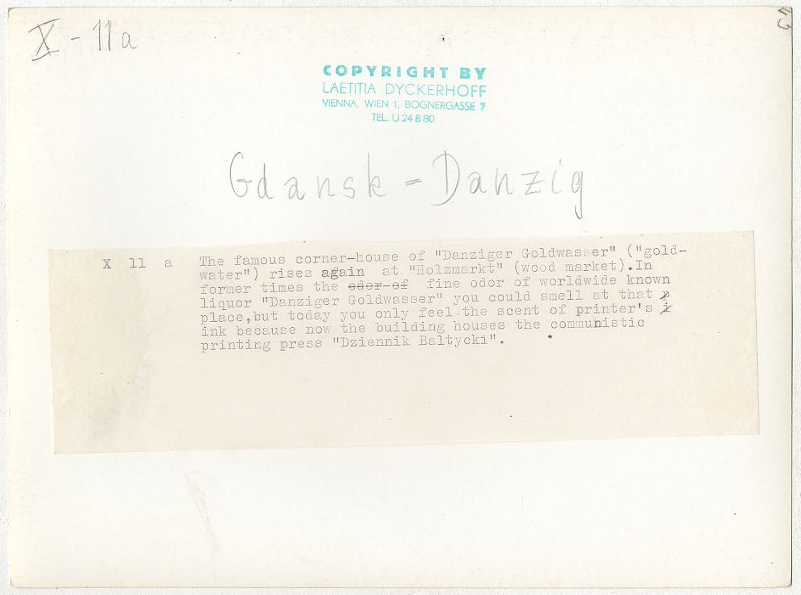 X - 11a
COPYRIGHT BY
LAETITIA DYCKERHOFF
VIENNA, WIEN 1, BOGNERGASSE 7
TEL. U 24 8 80
Gdansk = Danzig
X 11 a The famous corner-house of "Danziger Goldwasser" ("gold-
water") rises again at "Holzmarkt" (wood market).In
former times the oder of fine odor of worldwide known
liquor "Danziger Goldwasser" you could smell at that p
place,but today you only feel the scent of printer's i
ink because now the building houses the communistic
printing press "Dziennik Baltycki".